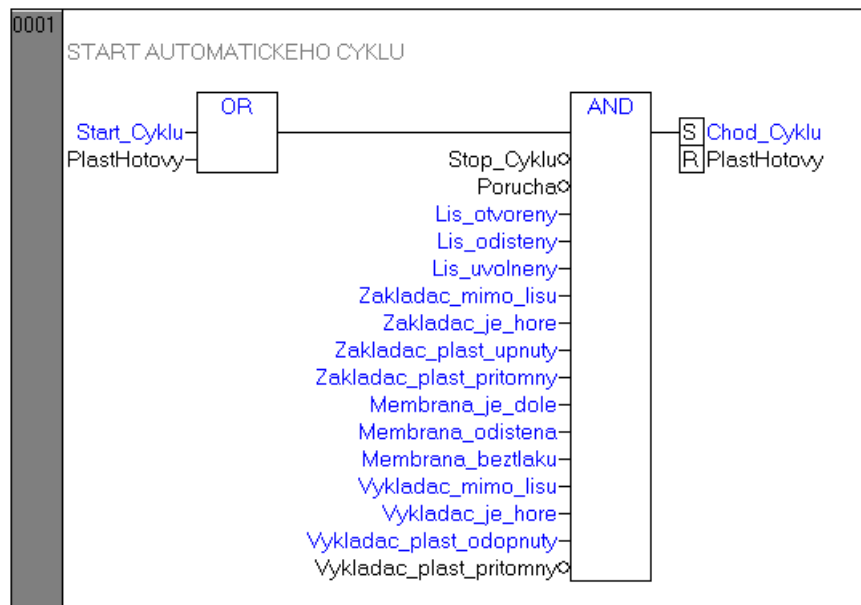 0001
START AUTOMATICKEHO CYKLU
OR AND
Start_Cyklu S Chod_Cyklu
PlastHotovy Stop_Cyklu R PlastHotovy
Porucha
Lis_otvoreny
Lis_odisteny
Lis_uvolneny
Zakladac_mimo_lisu
Zakladac_je_hore
Zakladac_plast_upnuty
Zakladac_plast_pritomny
Membrana_je_dole
Membrana_odistena
Membrana_beztlaku
Vykladac_mimo_lisu
Vykladac_je_hore
Vykladac_plast_odopnuty
Vykladac_plast_pritomny